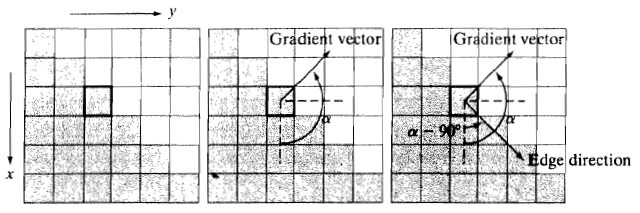 y
x
Gradient vector
α
Gradient vector
α
α − 90°
Edge direction